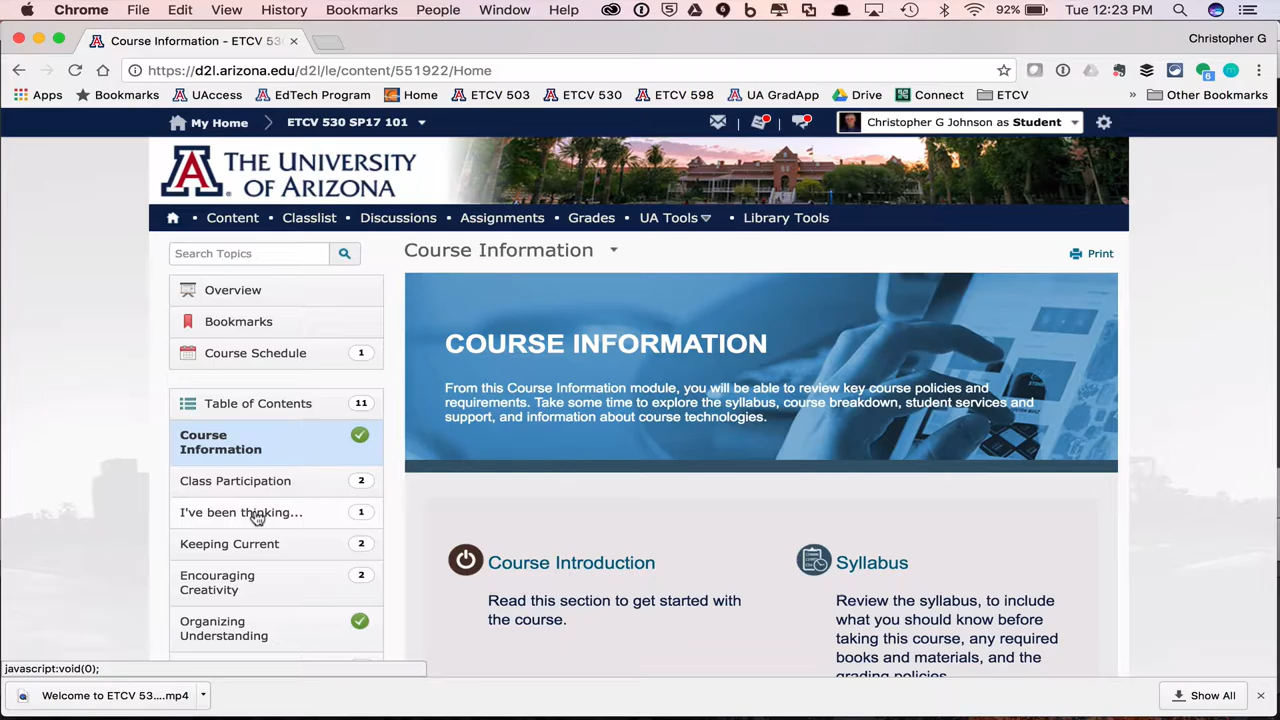 Chrome File Edit View History Bookmarks People Window Help 92% Tue 12:23 PM
Course Information - ETCV 530 Christopher G
https://d2l.arizona.edu/d2l/le/content/551922/Home 6
Apps Bookmarks UAccess EdTech Program Home ETCV 503 ETCV 530 ETCV 598 UA GradApp Drive Connect ETCV » Other Bookmarks
My Home ETCV 530 SP17 101 Christopher G Johnson as Student
THE UNIVERSITY
OF ARIZONA
Content • Classlist • Discussions • Assignments • Grades • UA Tools • Library Tools
Search Topics
Course Information
Print
Overview
Bookmarks
Course Schedule 1
Table of Contents 11
Course
Information
Class Participation 2
I've been thinking... 1
Keeping Current 2
Encouraging
Creativity 2
Organizing
Understanding
COURSE INFORMATION
From this Course Information module, you will be able to review key course policies and
requirements. Take some time to explore the syllabus, course breakdown, student services and
support, and information about course technologies.
Course Introduction
Read this section to get started with
the course.
Syllabus
Review the syllabus, to include
what you should know before
taking this course, any required
books and materials, and the
grading policies.
javascript:void(0);
Welcome to ETCV 53....mp4
Show All